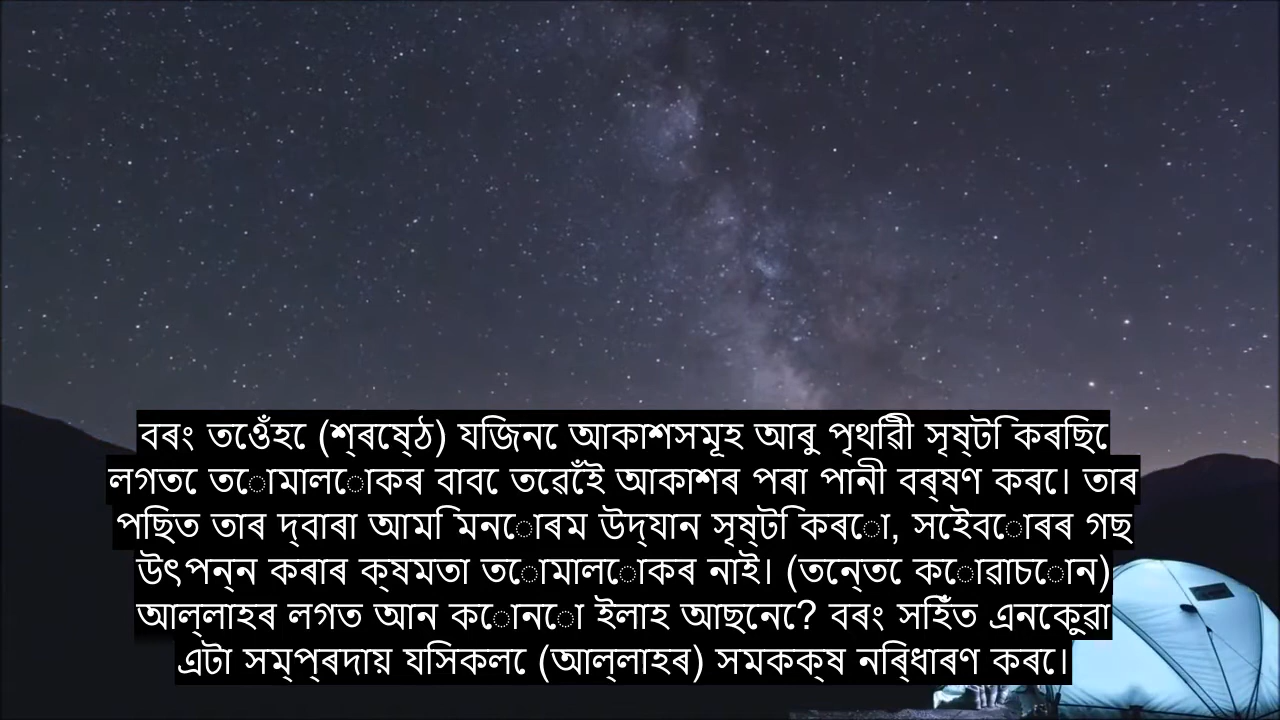 বৰং তেওঁহে (শ্ৰেষ্ঠ) যিজনে আকাশসমূহ আৰু পৃথিৱী সৃষ্টি কৰিছে
লগতে তোমালোকৰ বাবে তেৱেঁই আকাশৰ পৰা পানী বৰ্ষণ কৰে। তাৰ
পিছত তাৰ দ্বাৰা আমি মনোৰম উদ্যান সৃষ্টি কৰো, সেইবোৰৰ গছ
উৎপন্ন কৰাৰ ক্ষমতা তোমালোকৰ নাই। (তেন্তে কোৱাচোন)
আল্লাহৰ লগত আন কোনো ইলাহ আছেনে? বৰং সিহঁত এনেকুৱা
এটা সম্প্ৰদায় যিসকলে (আল্লাহৰ) সমকক্ষ নিৰ্ধাৰণ কৰে।